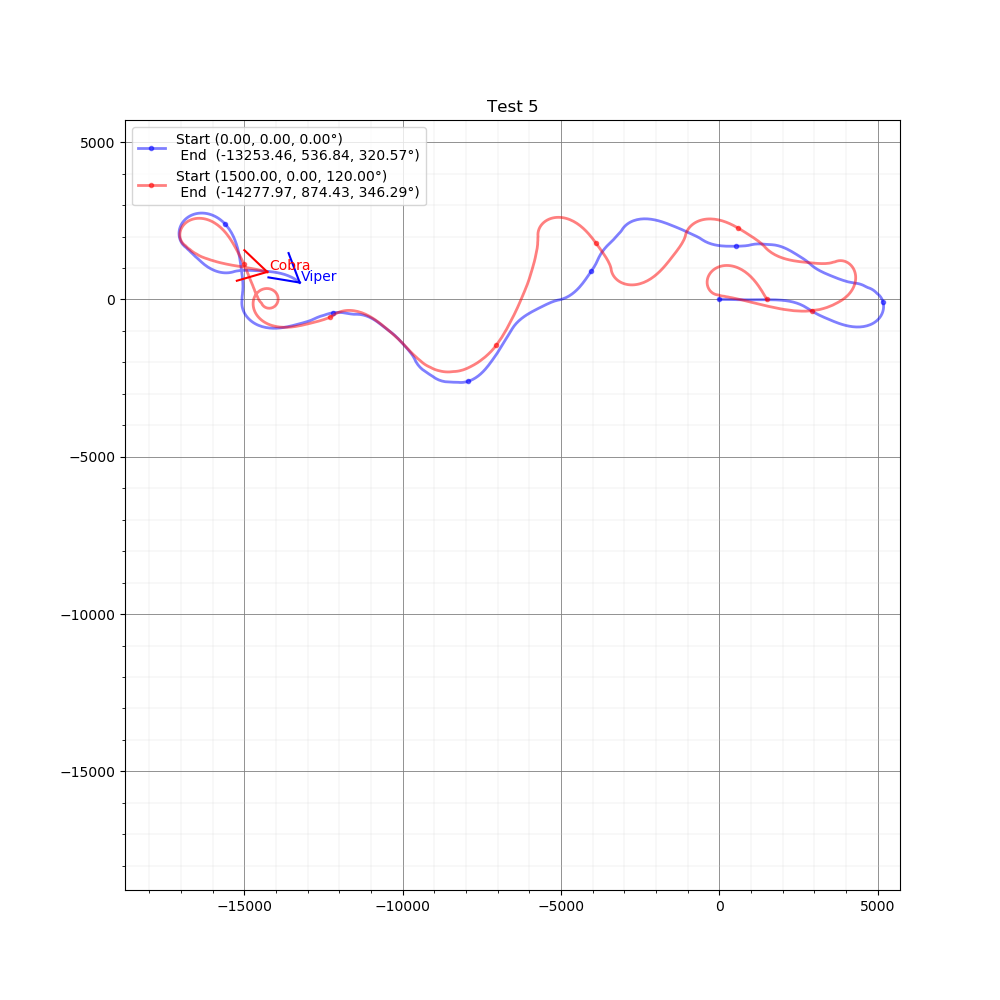 Test 5
Start (0.00, 0.00, 0.00°)
End (-13253.46, 536.84, 320.57°)
Start (1500.00, 0.00, 120.00°)
End (-14277.97, 874.43, 346.29°)
5000
0
−5000
−10000
−15000
Cobra
Viper
−15000
−10000
−5000
0
5000